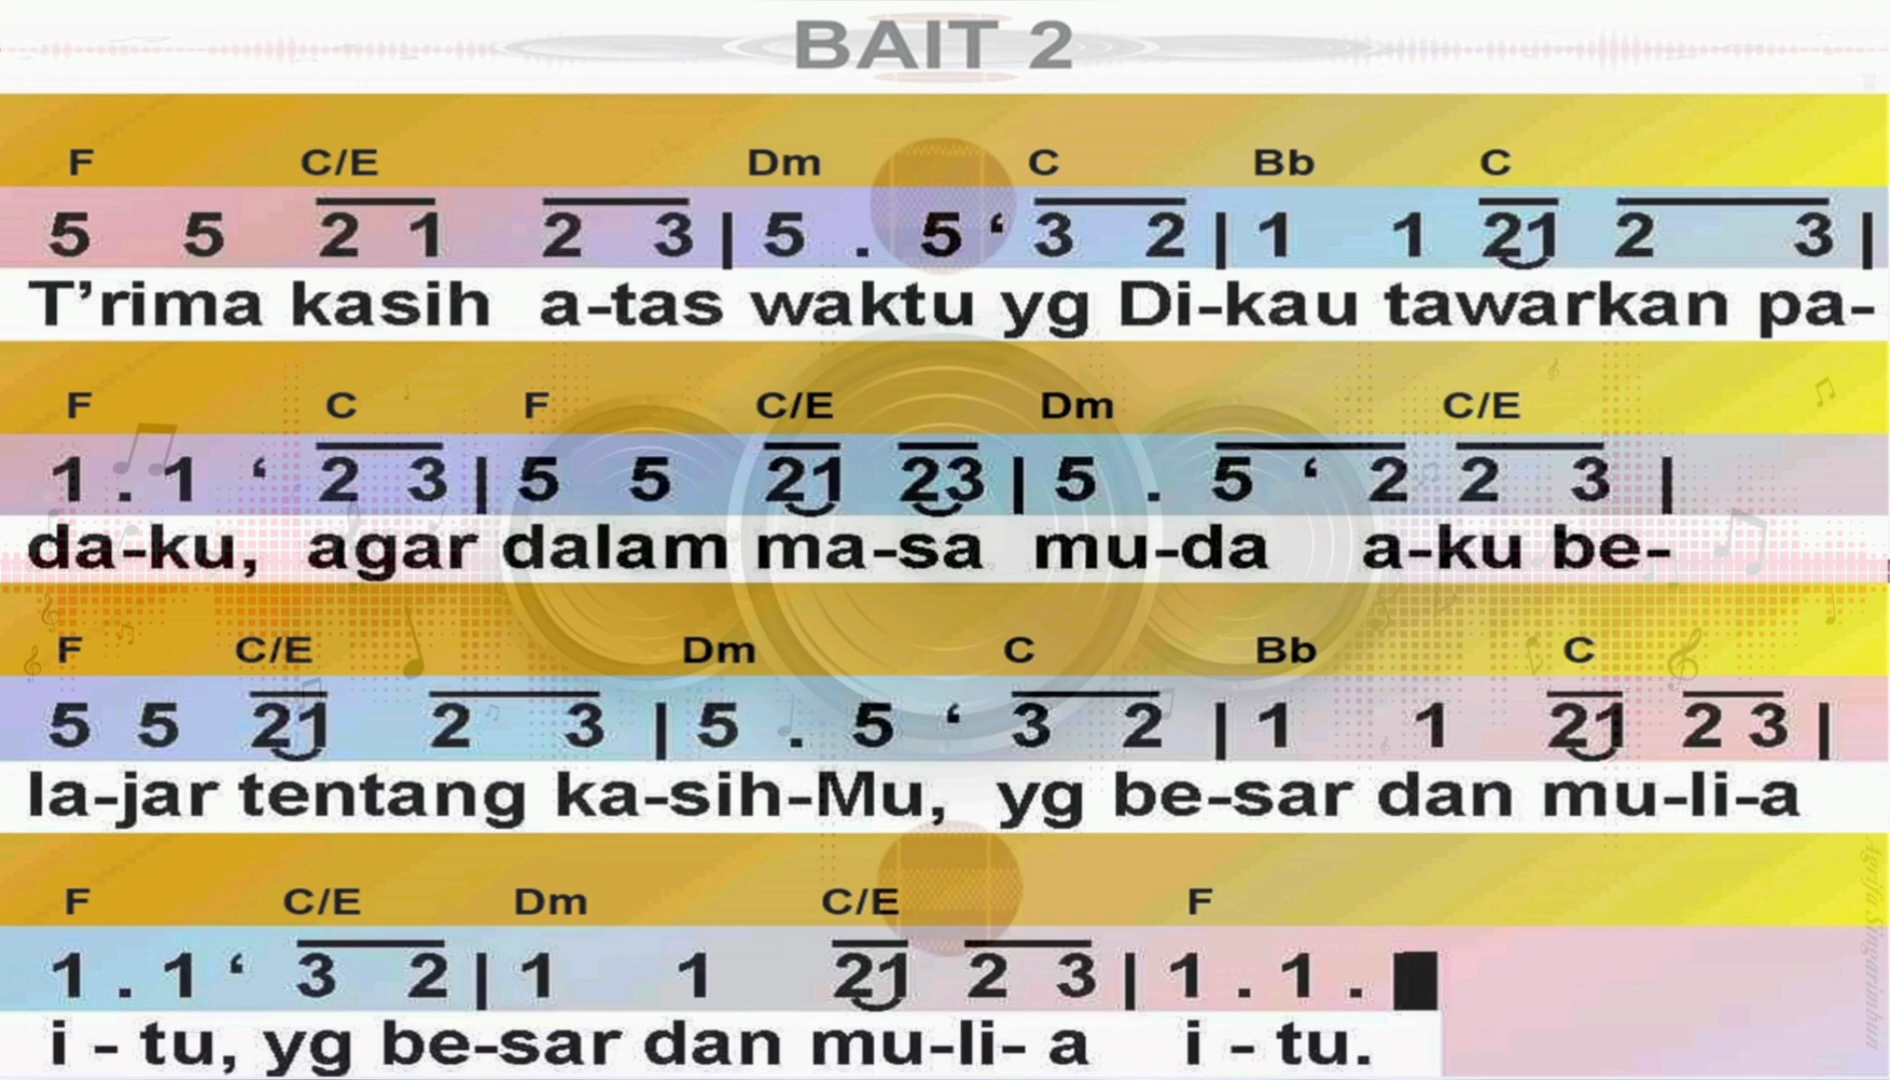 BAIT 2
F C/E Dm C Bb C
5 5 2 1 2 3 | 5 . 5 ‘ 3 2 | 1 1 21 2 3 |
T’rima kasih a-tas waktu yg Di-kau tawarkan pa-
F C F C/E Dm C/E
1 . 1 ‘ 2 3 | 5 5 21 23 | 5 . 5 ‘ 2 2 3 |
da-ku, agar dalam ma-sa mu-da a-ku be-
F C/E Dm C Bb C
5 5 21 2 3 | 5 . 5 ‘ 3 2 | 1 1 21 2 3 |
la-jar tentang ka-sih-Mu, yg be-sar dan mu-li-a
F C/E Dm C/E F
1 . 1 ‘ 3 2 | 1 1 21 2 3 | 1 . 1 .
i - tu, yg be-sar dan mu-li- a i - tu.